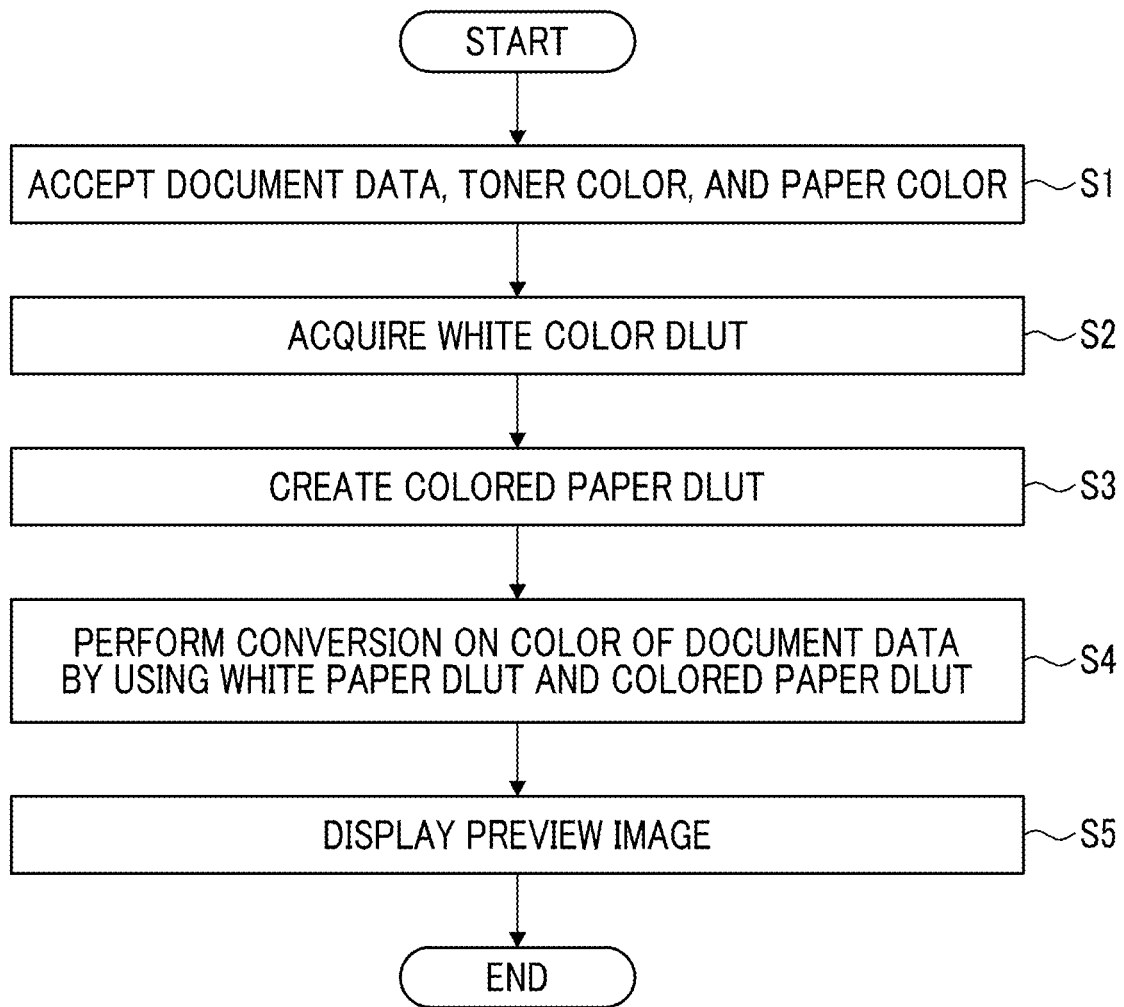 START
ACCEPT DOCUMENT DATA, TONER COLOR, AND PAPER COLOR
S1
ACQUIRE WHITE COLOR DLUT
S2
CREATE COLORED PAPER DLUT
S3
PERFORM CONVERSION ON COLOR OF DOCUMENT DATA
BY USING WHITE PAPER DLUT AND COLORED PAPER DLUT
S4
DISPLAY PREVIEW IMAGE
S5
END